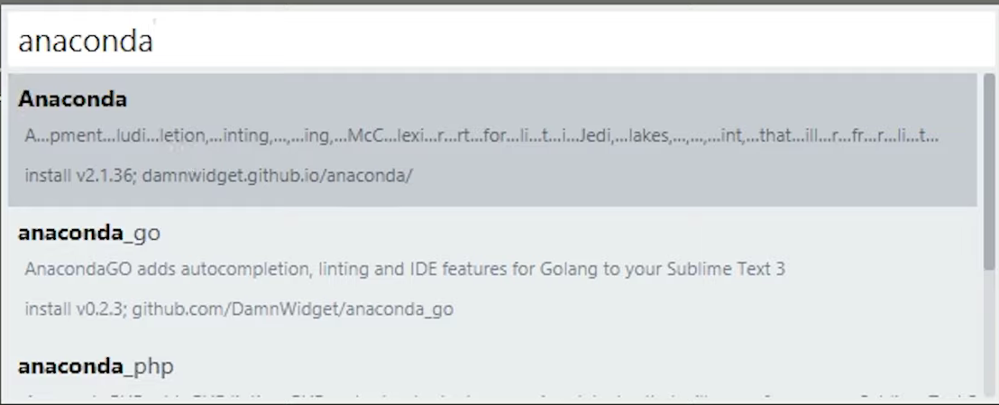 anaconda
Anaconda
A...pment...ludi...letion,...inting,...,...ing,...McC...lexi...r...rt...for...li...t...i...Jedi,...lakes,...,...,...int,...that...ill...r...fr...r...li...t...
install v2.1.36; damnwidget.github.io/anaconda/
anaconda_go
AnacondaGO adds autocompletion, linting and IDE features for Golang to your Sublime Text 3
install v0.2.3; github.com/DamnWidget/anaconda_go
anaconda_php